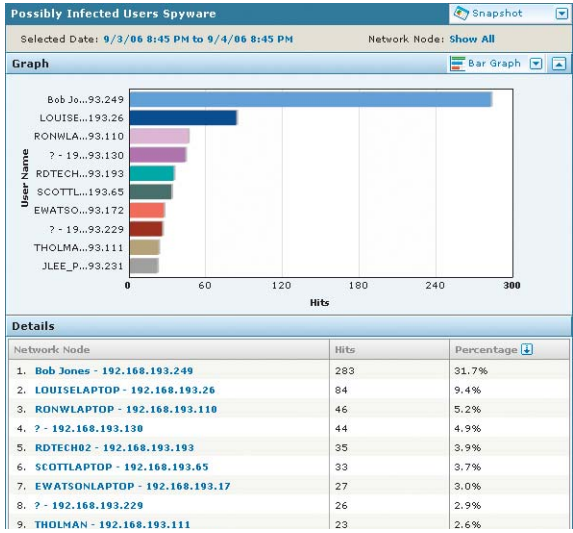 Possibly Infected Users Spyware
Snapshot
Selected Date: 9/3/06 8:45 PM to 9/4/06 8:45 PM Network Node: Show All
Graph
Bar Graph
User Name
Bob Jo...93.249
LOUISE...193.26
RONWLA...93.110
? - 19...93.130
RDTECH...93.193
SCOTTL...193.65
EWATSO...93.172
? - 19...93.229
THOLMA...93.111
JLEE_P...93.231
0 60 120 180 240 300
Hits
Details
Network Node Hits Percentage
1. Bob Jones - 192.168.193.249 283 31.7%
2. LOUISELAPTOP - 192.168.193.26 84 9.4%
3. RONWLAPTOP - 192.168.193.110 46 5.2%
4. ? - 192.168.193.130 44 4.9%
5. RDTECH02 - 192.168.193.193 35 3.9%
6. SCOTTLAPTOP - 192.168.193.65 33 3.7%
7. EWATSONLAPTOP - 192.168.193.17 27 3.0%
8. ? - 192.168.193.229 26 2.9%
9. THOLMAN - 192.168.193.111 23 2.6%